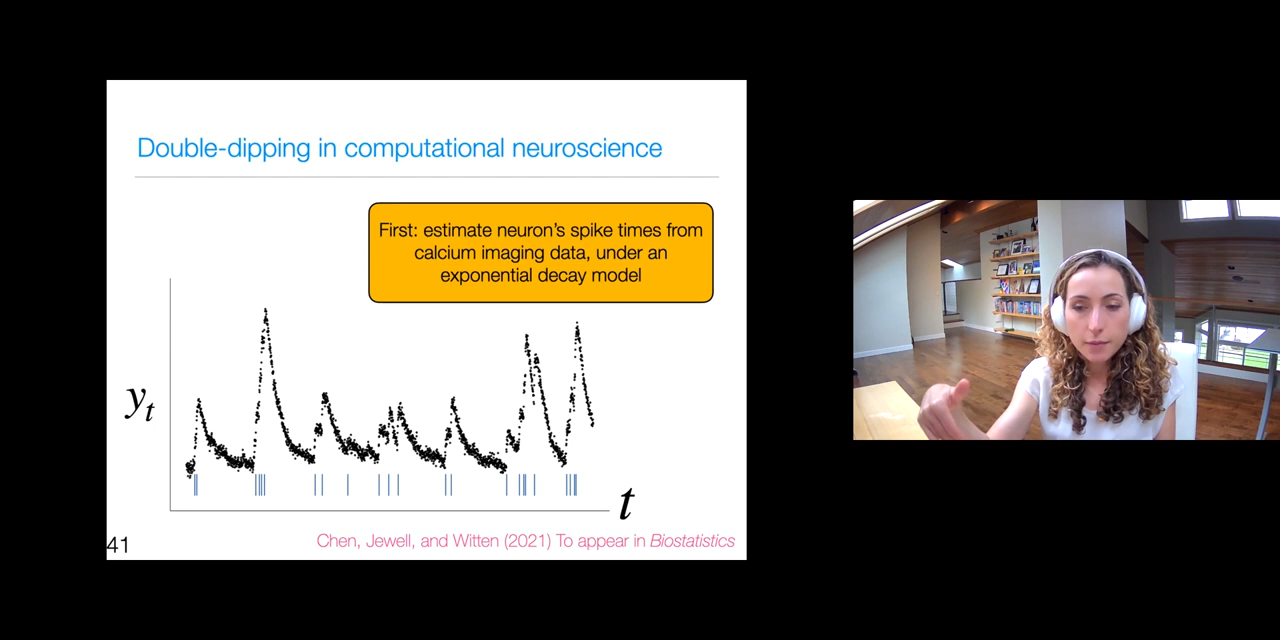 Double-dipping in computational neuroscience
First: estimate neuron's spike times from
calcium imaging data, under an
exponential decay model
yₜ
t
Chen, Jewell, and Witten (2021) To appear in Biostatistics
41